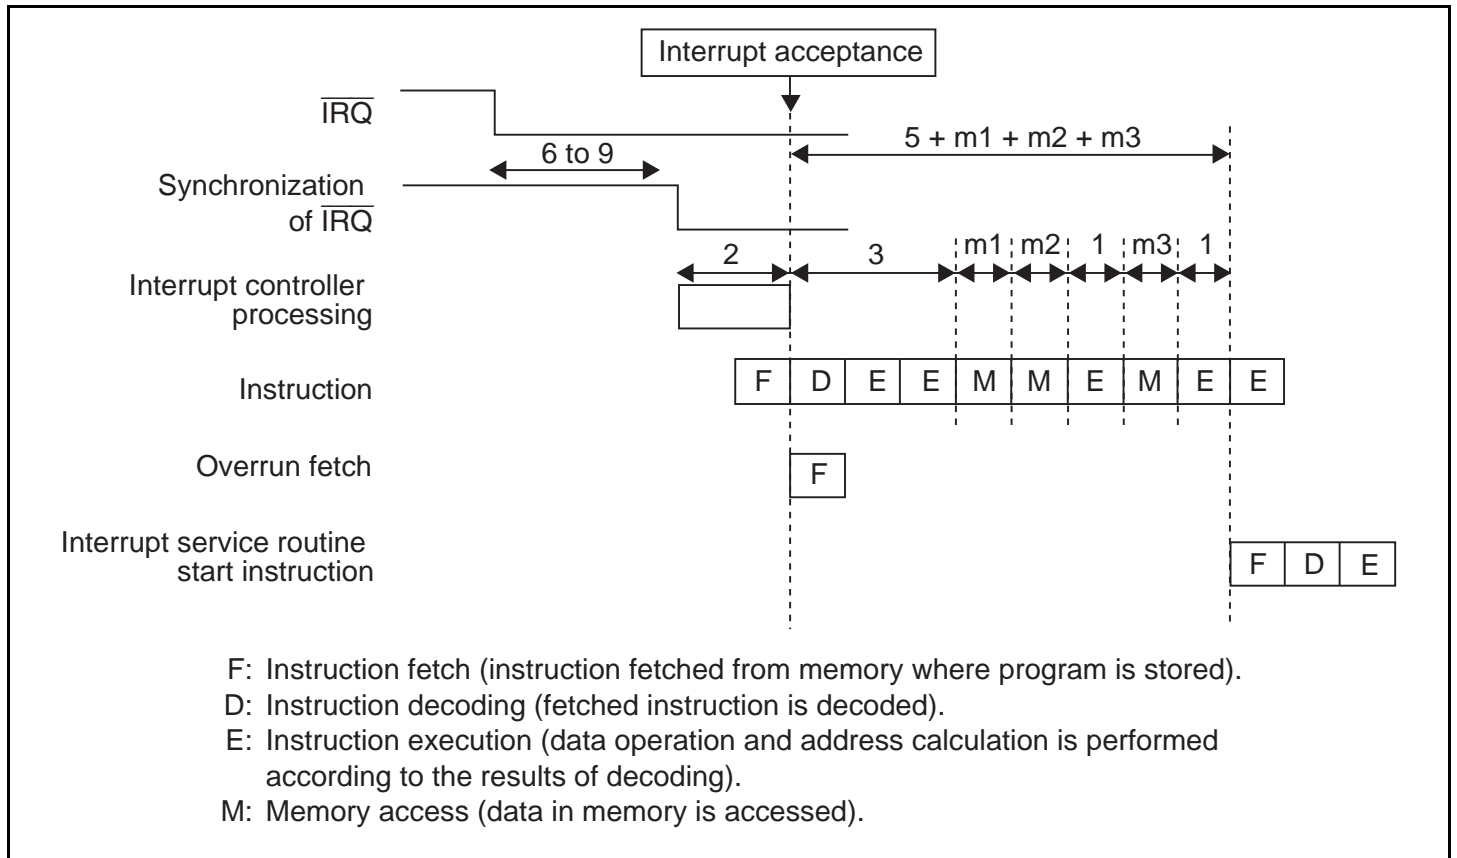 Interrupt acceptance
IRQ
5 + m1 + m2 + m3
6 to 9
Synchronization
of IRQ
2 3 m1 m2 1 m3 1
Interrupt controller
processing
Instruction F D E E M M E M E E
Overrun fetch F
Interrupt service routine
start instruction F D E
F: Instruction fetch (instruction fetched from memory where program is stored).
D: Instruction decoding (fetched instruction is decoded).
E: Instruction execution (data operation and address calculation is performed
according to the results of decoding).
M: Memory access (data in memory is accessed).